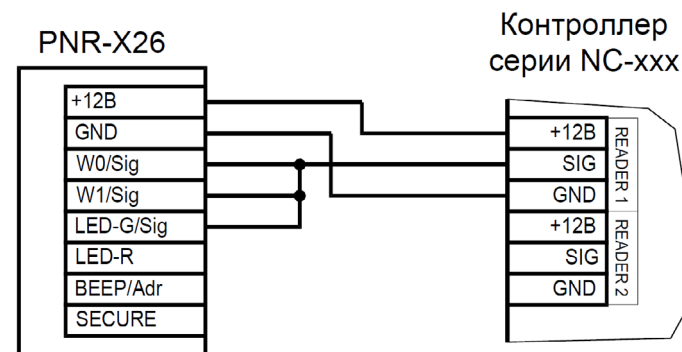 PNR-X26
Контроллер
серии NC-xxx
+12В
GND
W0/Sig
W1/Sig
LED-G/Sig
LED-R
BEEP/Adr
SECURE
+12В
SIG
GND
READER 1
+12В
SIG
GND
READER 2